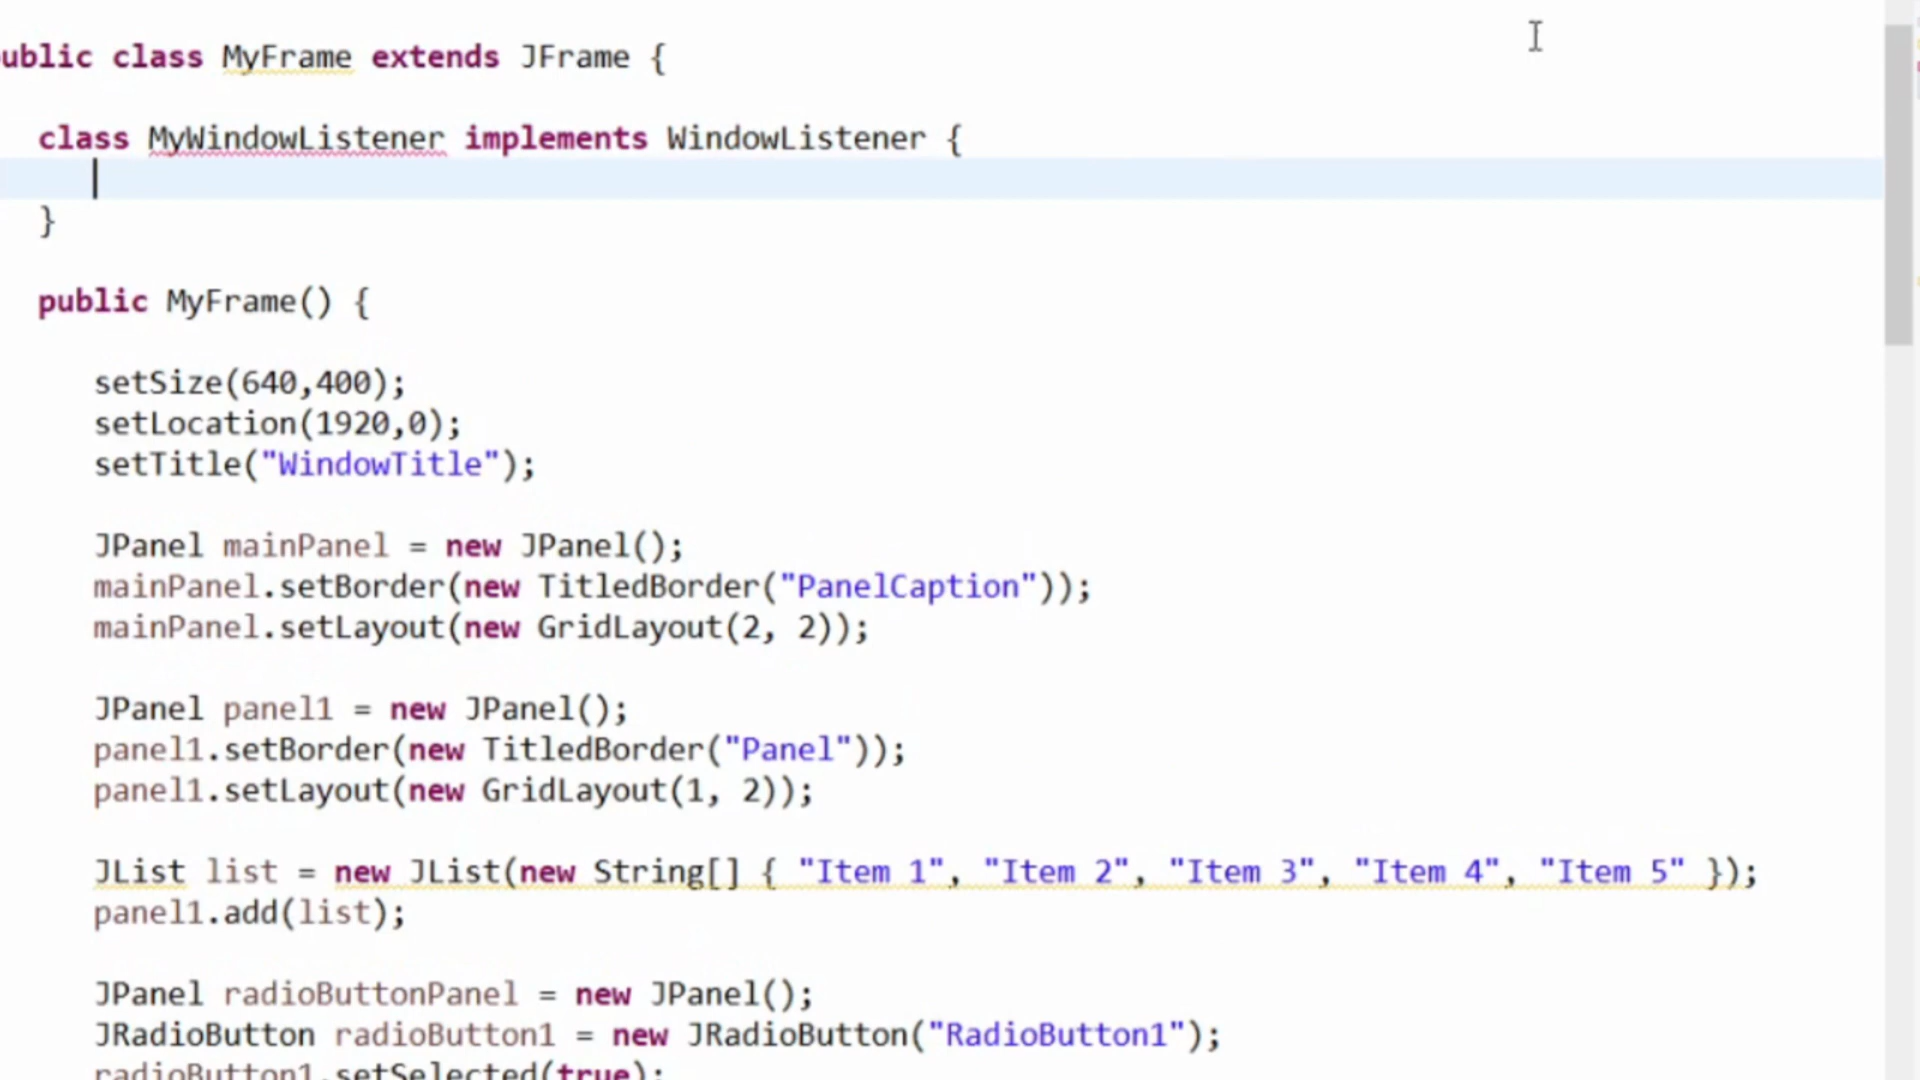 ublic class MyFrame extends JFrame {
class MyWindowListener implements WindowListener {
}
public MyFrame() {
setSize(640,400);
setLocation(1920,0);
setTitle("WindowTitle");
JPanel mainPanel = new JPanel();
mainPanel.setBorder(new TitledBorder("PanelCaption"));
mainPanel.setLayout(new GridLayout(2, 2));
JPanel panel1 = new JPanel();
panel1.setBorder(new TitledBorder("Panel"));
panel1.setLayout(new GridLayout(1, 2));
JList list = new JList(new String[] { "Item 1", "Item 2", "Item 3", "Item 4", "Item 5" });
panel1.add(list);
JPanel radioButtonPanel = new JPanel();
JRadioButton radioButton1 = new JRadioButton("RadioButton1");
radioButton1.setSelected(true);